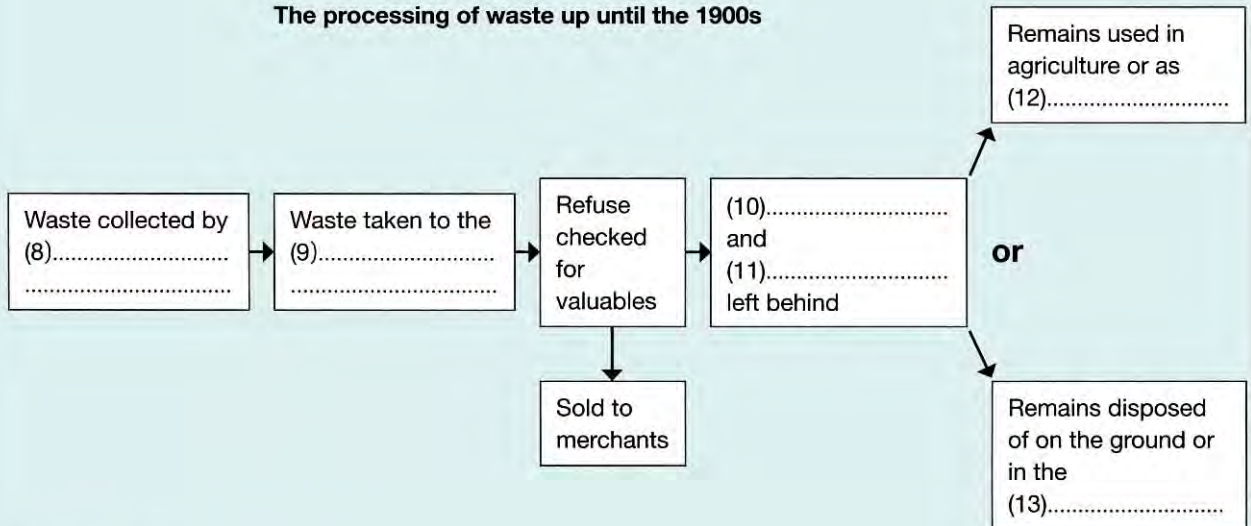 The processing of waste up until the 1900s
Waste collected by
(8)..............................
...................................
Waste taken to the
(9)..............................
...................................
Refuse
checked
for
valuables
Sold to
merchants
(10)...............................
and
(11)...............................
left behind
or
Remains used in
agriculture or as
(12)...............................
Remains disposed
of on the ground or
in the
(13)..............................